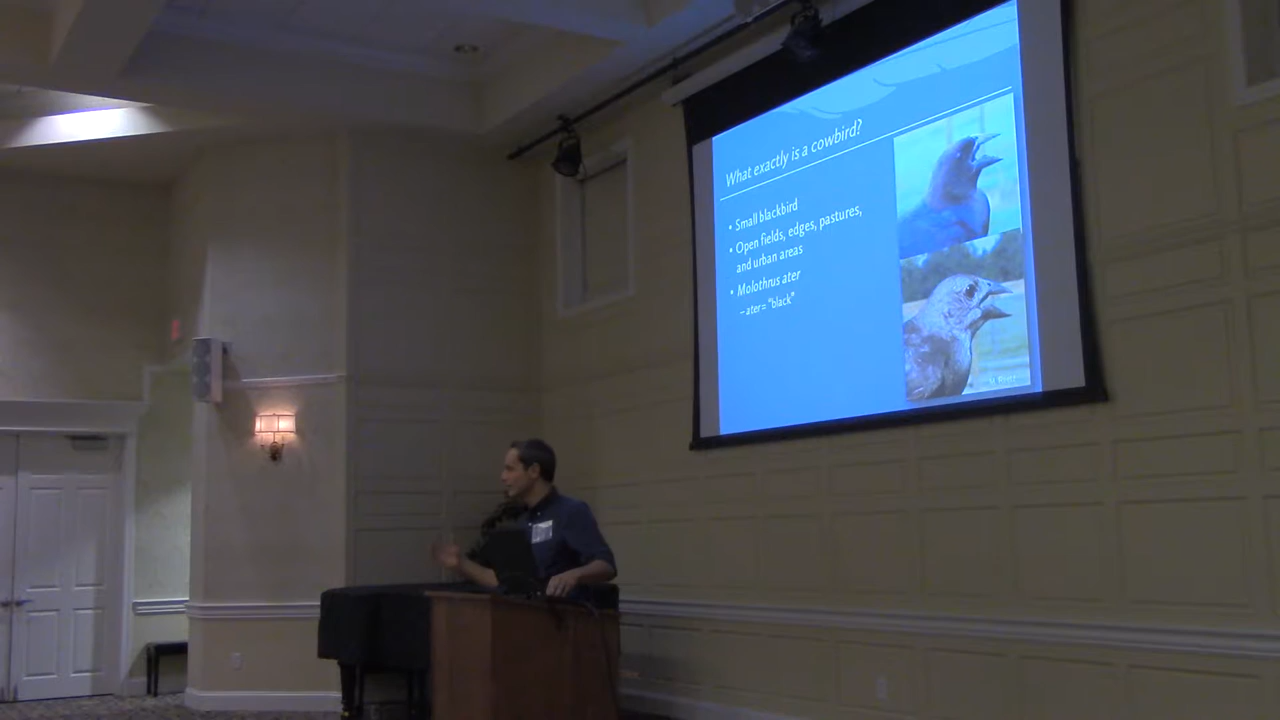 What exactly is a cowbird?
• Small blackbird
• Open fields, edges, pastures,
and urban areas
• Molothrus ater
– ater= "black"